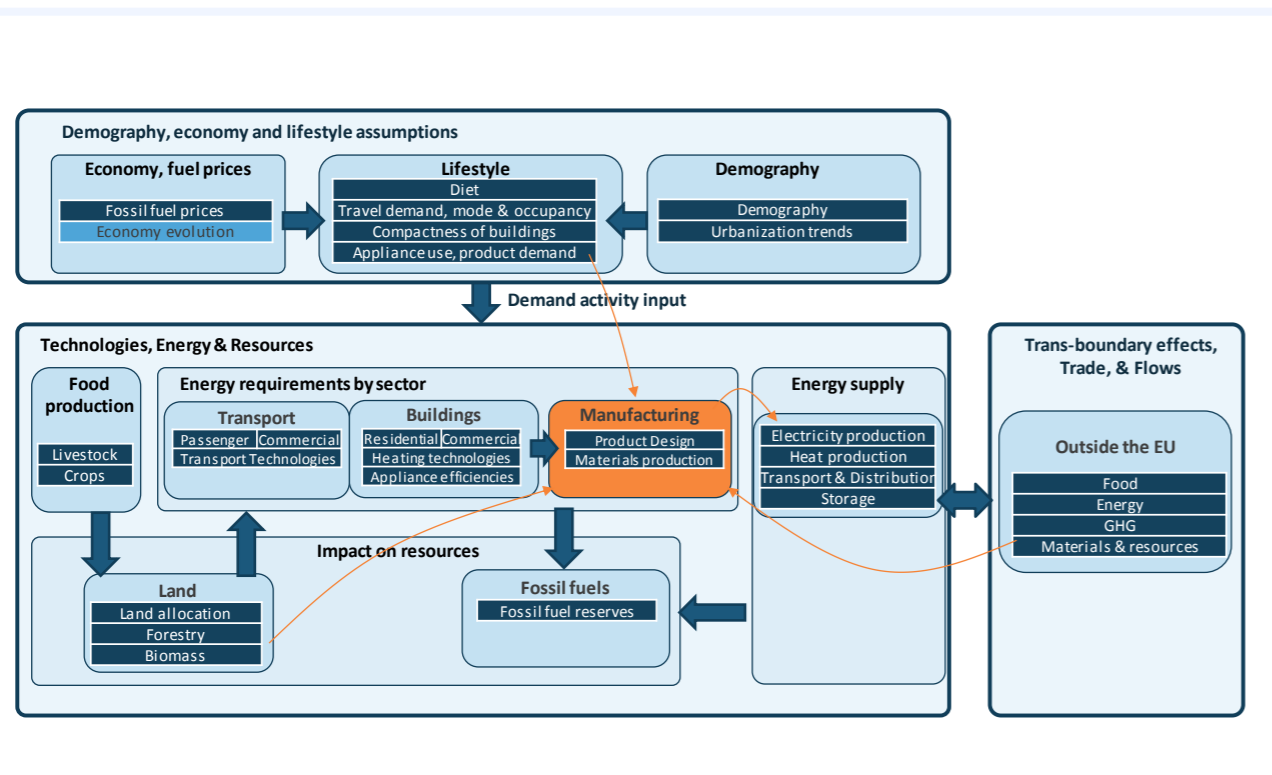 Demography, economy and lifestyle assumptions
Economy, fuel prices
Fossil fuel prices
Economy evolution
Lifestyle
Diet
Travel demand, mode & occupancy
Compactness of buildings
Appliance use, product demand
Demography
Demography
Urbanization trends
Demand activity input
Technologies, Energy & Resources
Food
production
Livestock
Crops
Energy requirements by sector
Transport
Passenger Commercial
Transport Technologies
Buildings
Residential Commercial
Heating technologies
Appliance efficiencies
Manufacturing
Product Design
Materials production
Energy supply
Electricity production
Heat production
Transport & Distribution
Storage
Impact on resources
Land
Land allocation
Forestry
Biomass
Fossil fuels
Fossil fuel reserves
Trans-boundary effects,
Trade, & Flows
Outside the EU
Food
Energy
GHG
Materials & resources